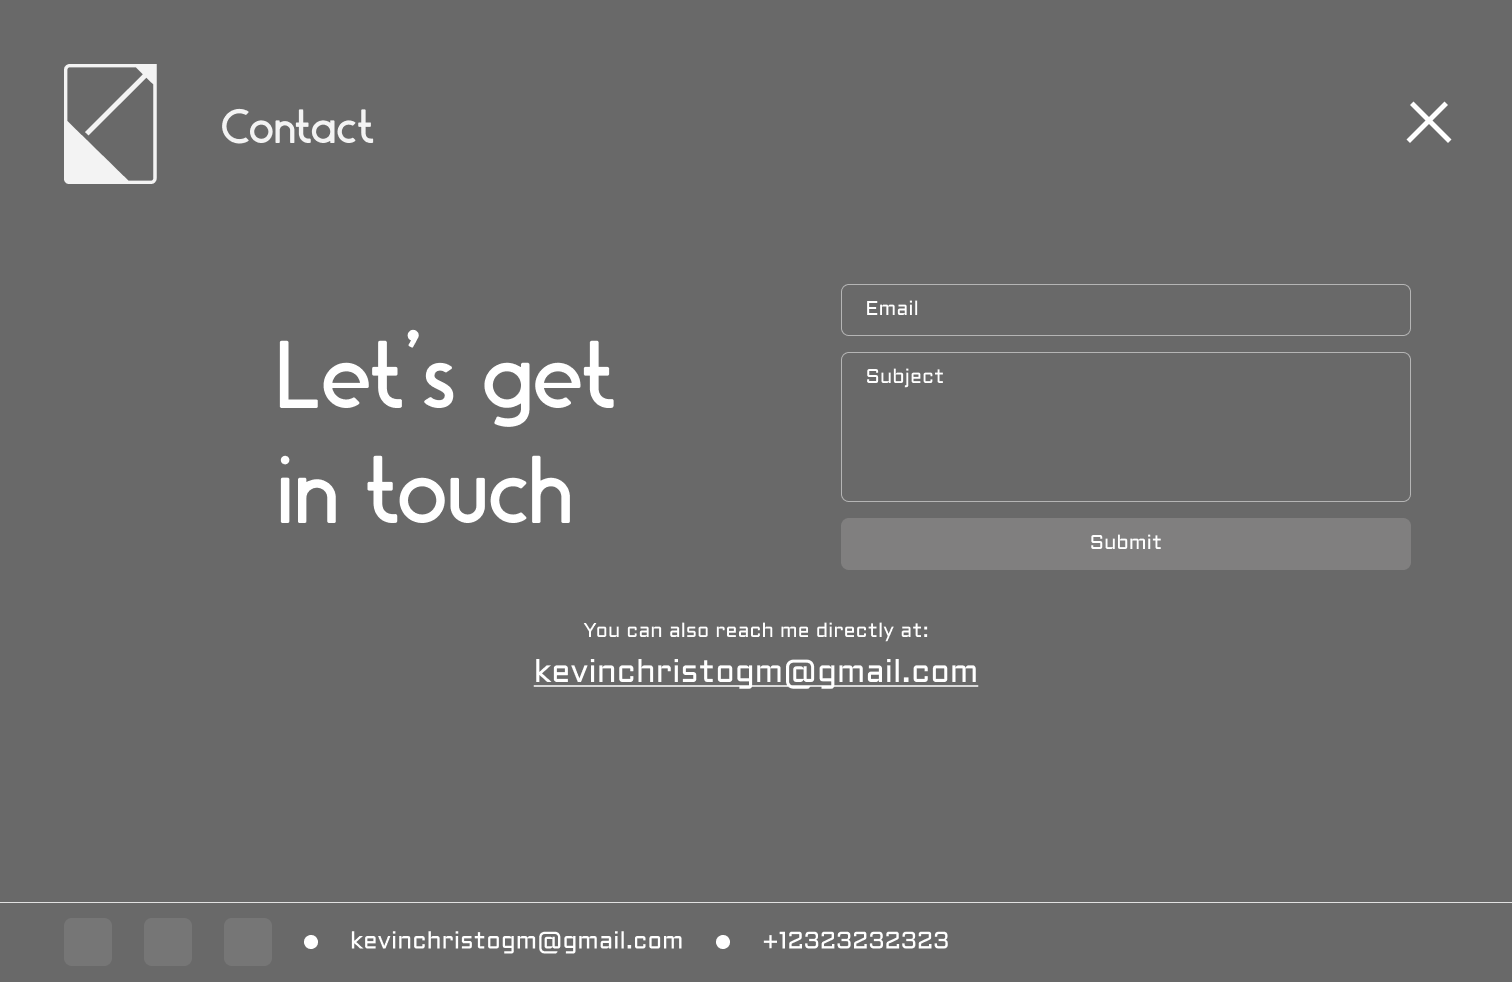 Contact
Let's get
in touch
Email
Subject
Submit
You can also reach me directly at:
kevinchristogm@gmail.com
kevinchristogm@gmail.com
+12323232323